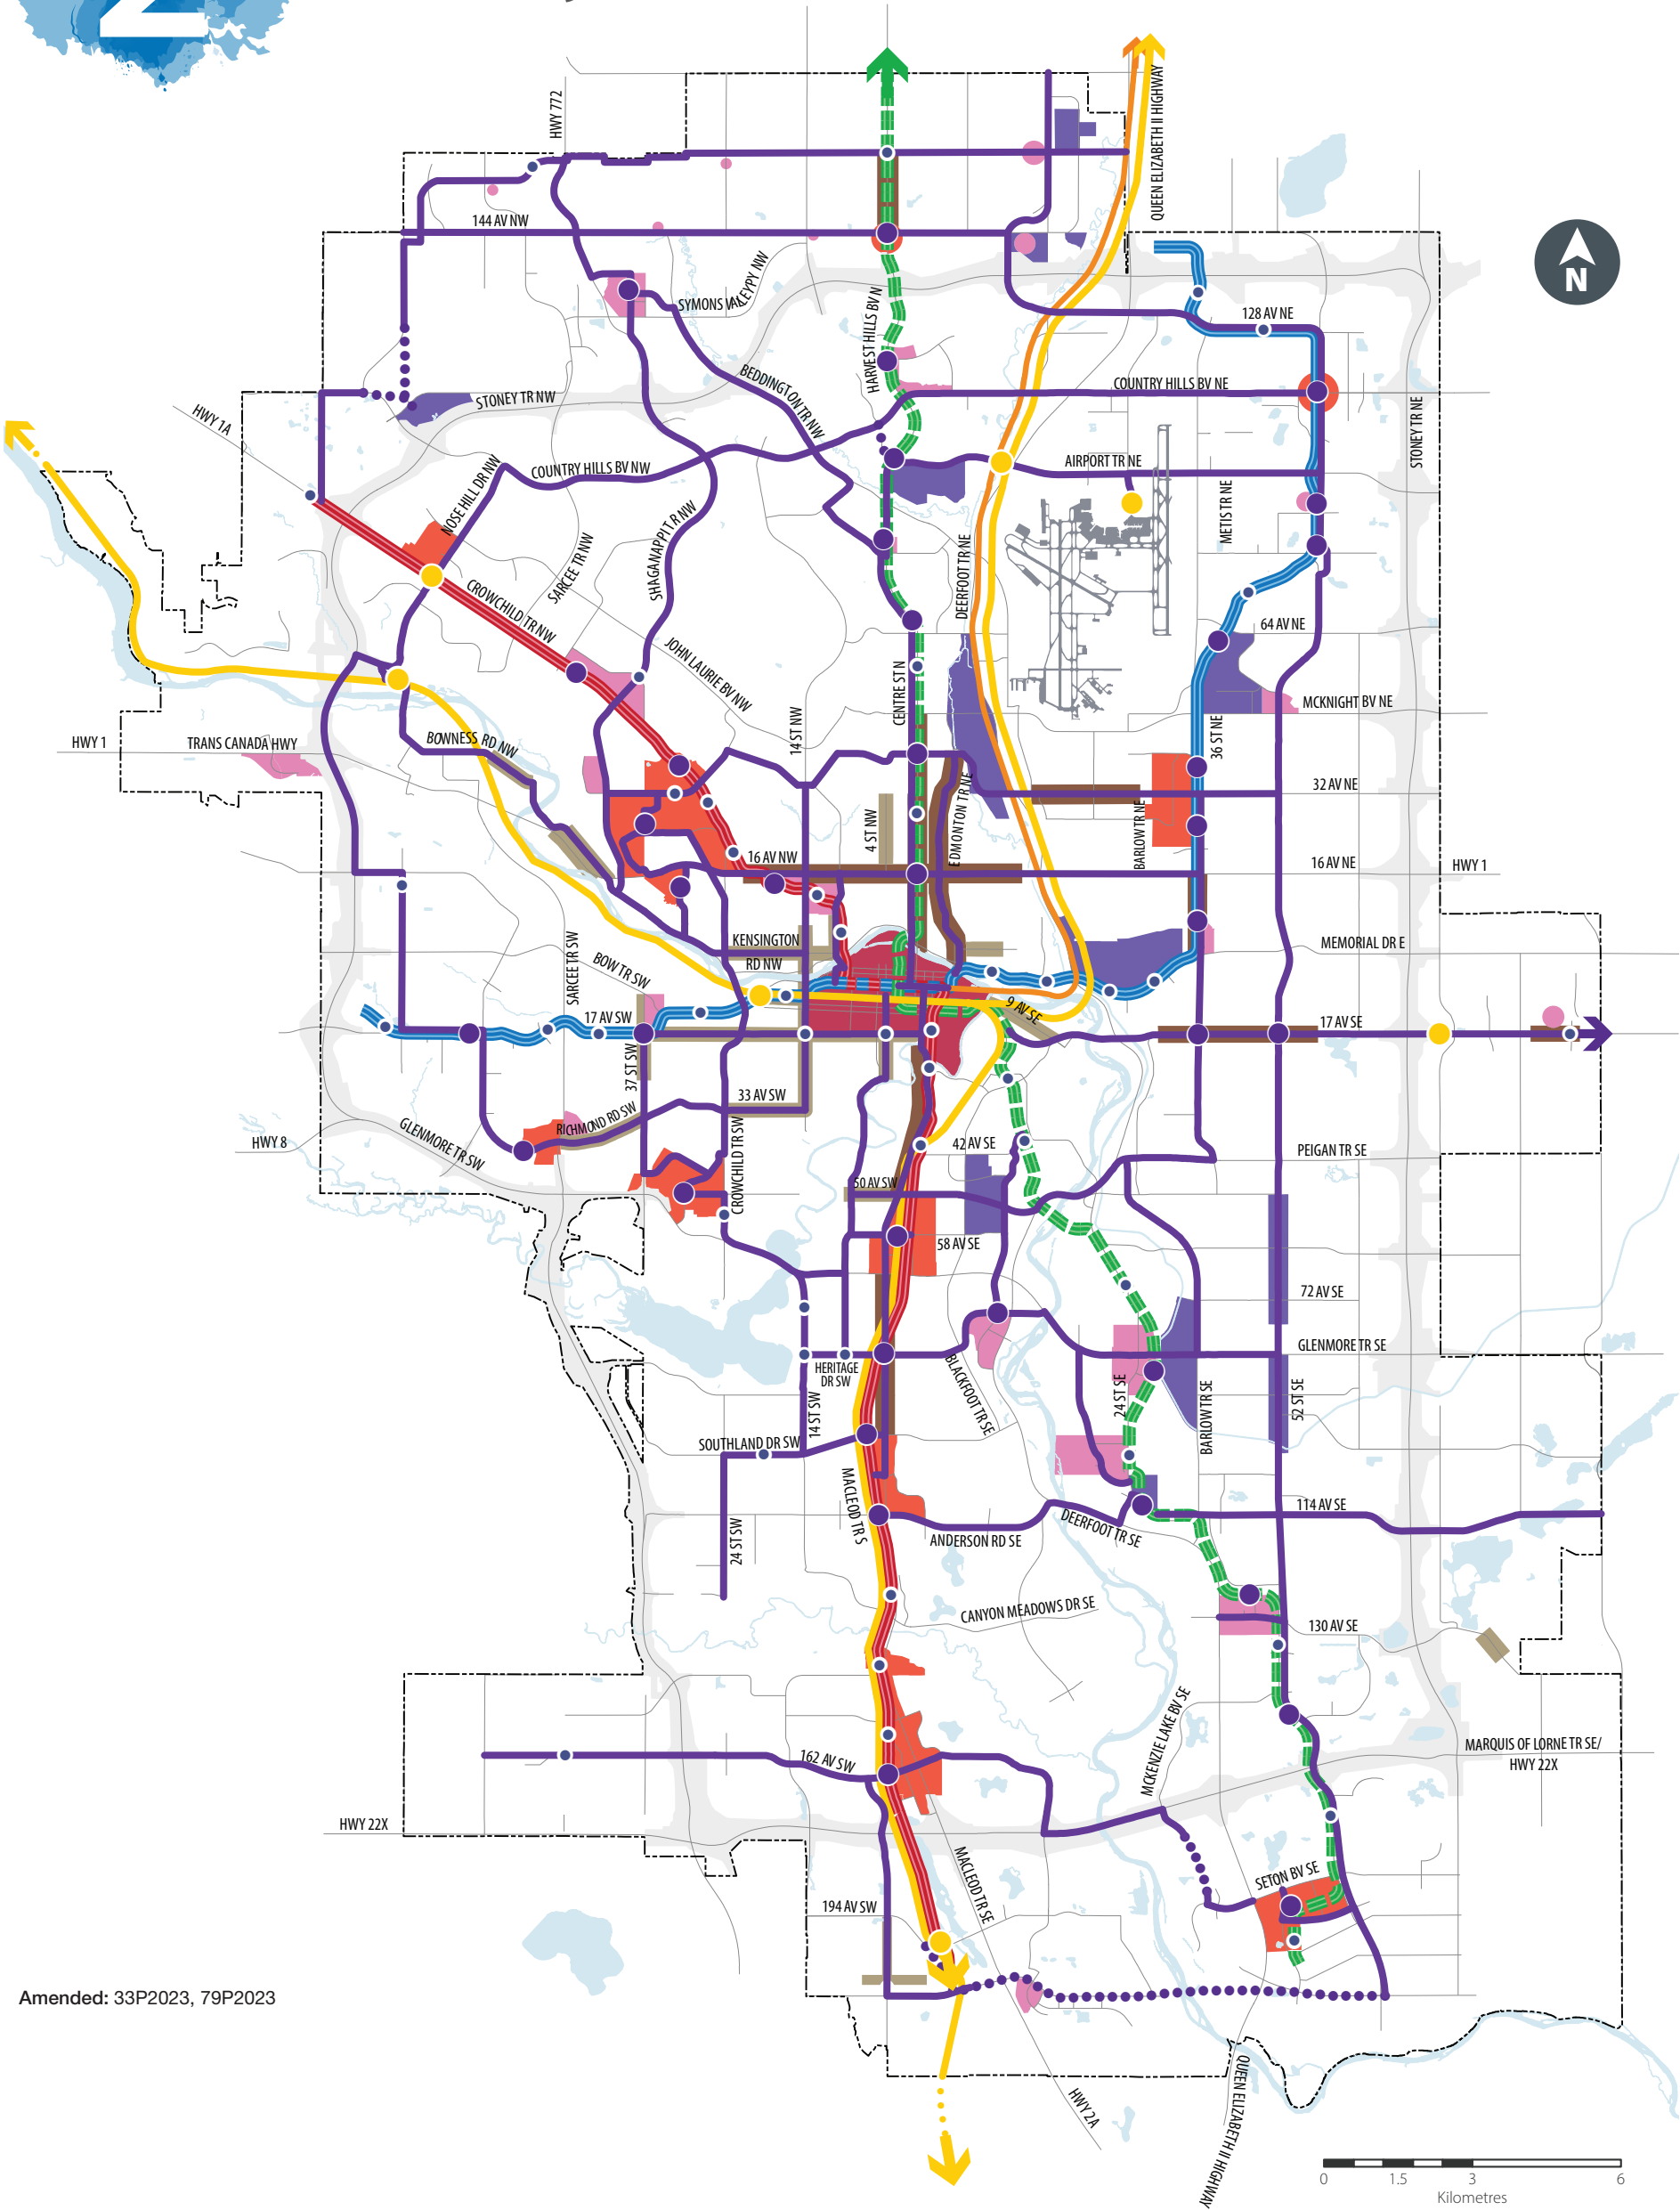 2
HWY 772
QUEEN ELIZABETH II HIGHWAY
144 AV NW
N
SYMONS VALLEY PY NW
HARVEST HILLS BV N
128 AV NE
BEDDINGTON TR NW
COUNTRY HILLS BV NE
STONEY TR NW
HWY 1A
STONEY TR NE
COUNTRY HILLS BV NW
AIRPORT TR NE
NOSE HILL DR NW
SHAGANAPPI TR NW
METIS TR NE
SARCEE TR NW
DEERFOOT TR NE
CROWCHILD TR NW
64 AV NE
JOHN LAURIE BV NW
CENTRE ST N
MCKNIGHT BV NE
14 ST NW
36 ST NE
HWY 1
TRANS CANADA HWY
BOWNESS RD NW
32 AV NE
EDMONTON TR NE
BARLOW TR NE
4 ST NW
16 AV NW
16 AV NE
HWY 1
KENSINGTON
RD NW
MEMORIAL DR E
SARCEE TR SW
BOW TR SW
9 AV SE
17 AV SW
17 AV SE
37 ST SW
33 AV SW
RICHMOND RD SW
HWY 8
GLENMORE TR SW
42 AV SE
PEIGAN TR SE
CROWCHILD TR SW
50 AV SW
58 AV SE
72 AV SE
GLENMORE TR SE
HERITAGE
DR SW
BLACKFOOT TR SE
24 ST SE
BARLOW TR SE
52 ST SE
14 ST SW
SOUTHLAND DR SW
MACLEOD TR S
114 AV SE
24 ST SW
ANDERSON RD SE
DEERFOOT TR SE
CANYON MEADOWS DR SE
130 AV SE
MCKENZIE LAKE BV SE
MARQUIS OF LORNE TR SE/
HWY 22X
162 AV SW
HWY 22X
MACLEOD TR SE
SETON BV SE
194 AV SW
Amended: 33P2023, 79P2023
HWY 2A
QUEEN ELIZABETH II HIGHWAY
0 1.5 3 6
Kilometres